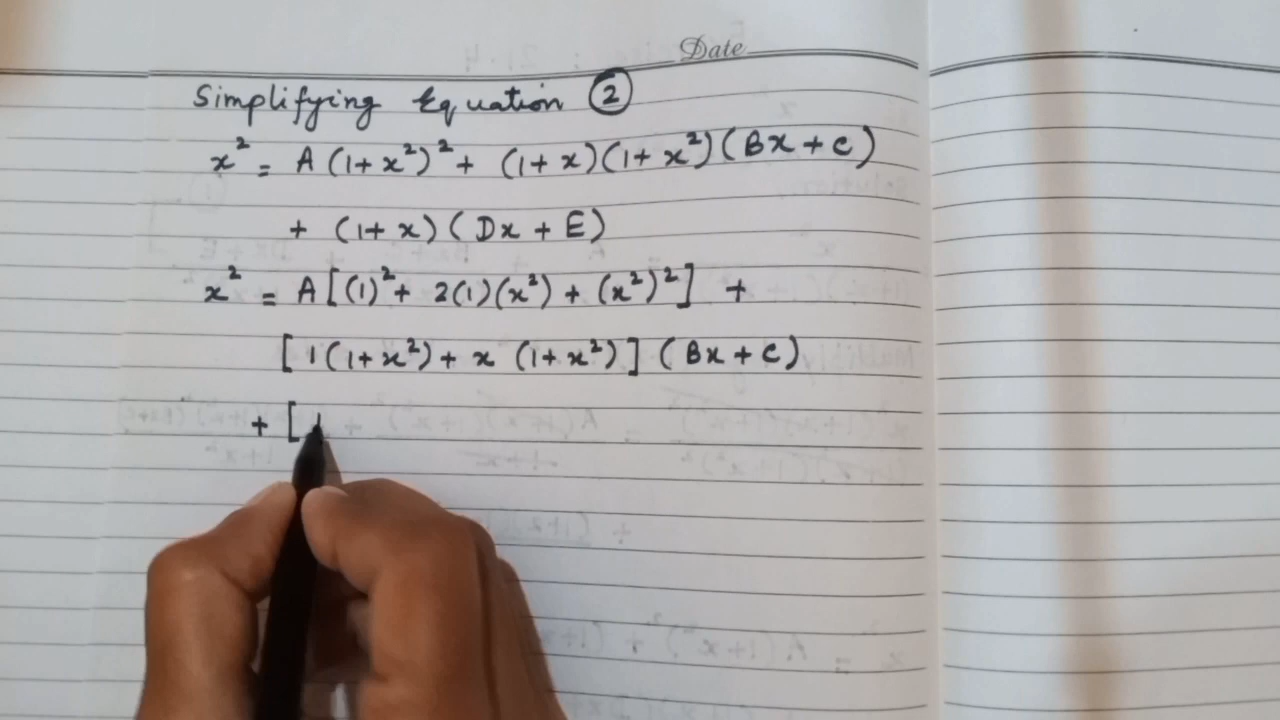 Date
Simplifying Equation ②
x² = A(1+x²)² + (1+x)(1+x²)(Bx+C)
+ (1+x)(Dx+E)
x² = A[(1)²+ 2(1)(x²) + (x²)²] +
[1(1+x²)+ x (1+x²)] (Bx+C)
+ [1